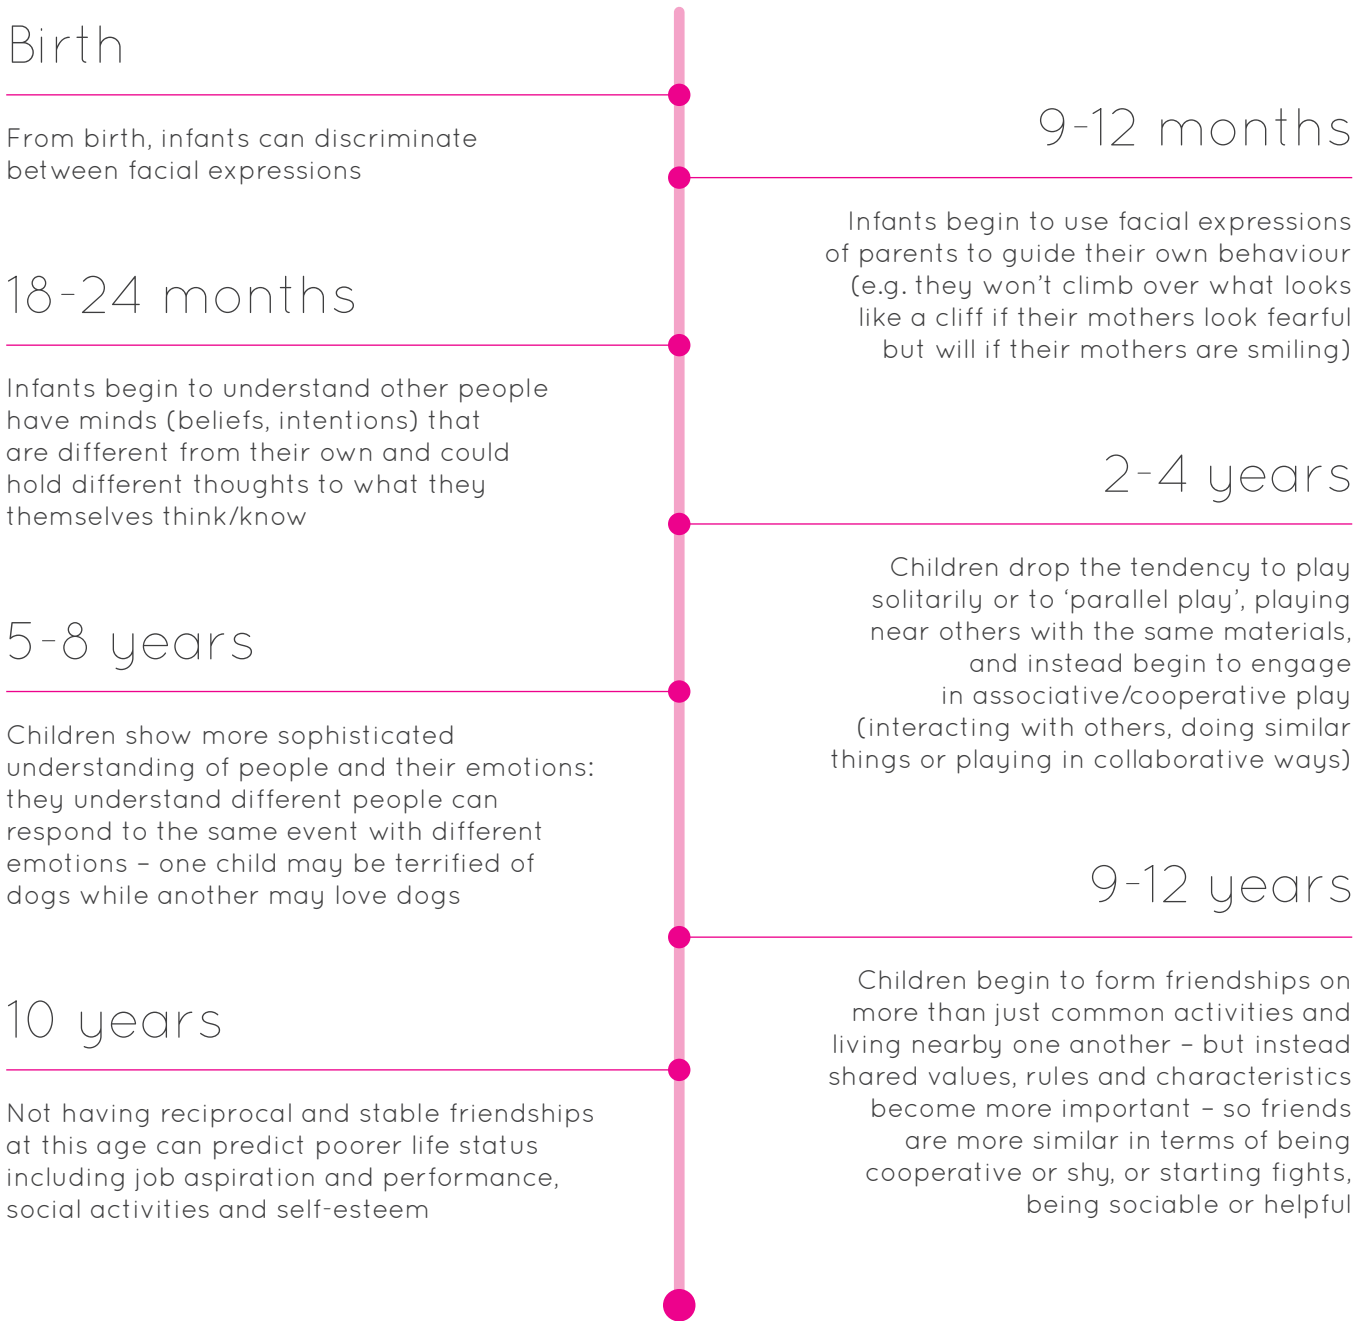 Birth
From birth, infants can discriminate
between facial expressions
9-12 months
Infants begin to use facial expressions
of parents to guide their own behaviour
(e.g. they won’t climb over what looks
like a cliff if their mothers look fearful
but will if their mothers are smiling)
18-24 months
Infants begin to understand other people
have minds (beliefs, intentions) that
are different from their own and could
hold different thoughts to what they
themselves think/know
2-4 years
Children drop the tendency to play
solitarily or to ‘parallel play’, playing
near others with the same materials,
and instead begin to engage
in associative/cooperative play
(interacting with others, doing similar
things or playing in collaborative ways)
5-8 years
Children show more sophisticated
understanding of people and their emotions:
they understand different people can
respond to the same event with different
emotions – one child may be terrified of
dogs while another may love dogs
9-12 years
Children begin to form friendships on
more than just common activities and
living nearby one another – but instead
shared values, rules and characteristics
become more important – so friends
are more similar in terms of being
cooperative or shy, or starting fights,
being sociable or helpful
10 years
Not having reciprocal and stable friendships
at this age can predict poorer life status
including job aspiration and performance,
social activities and self-esteem